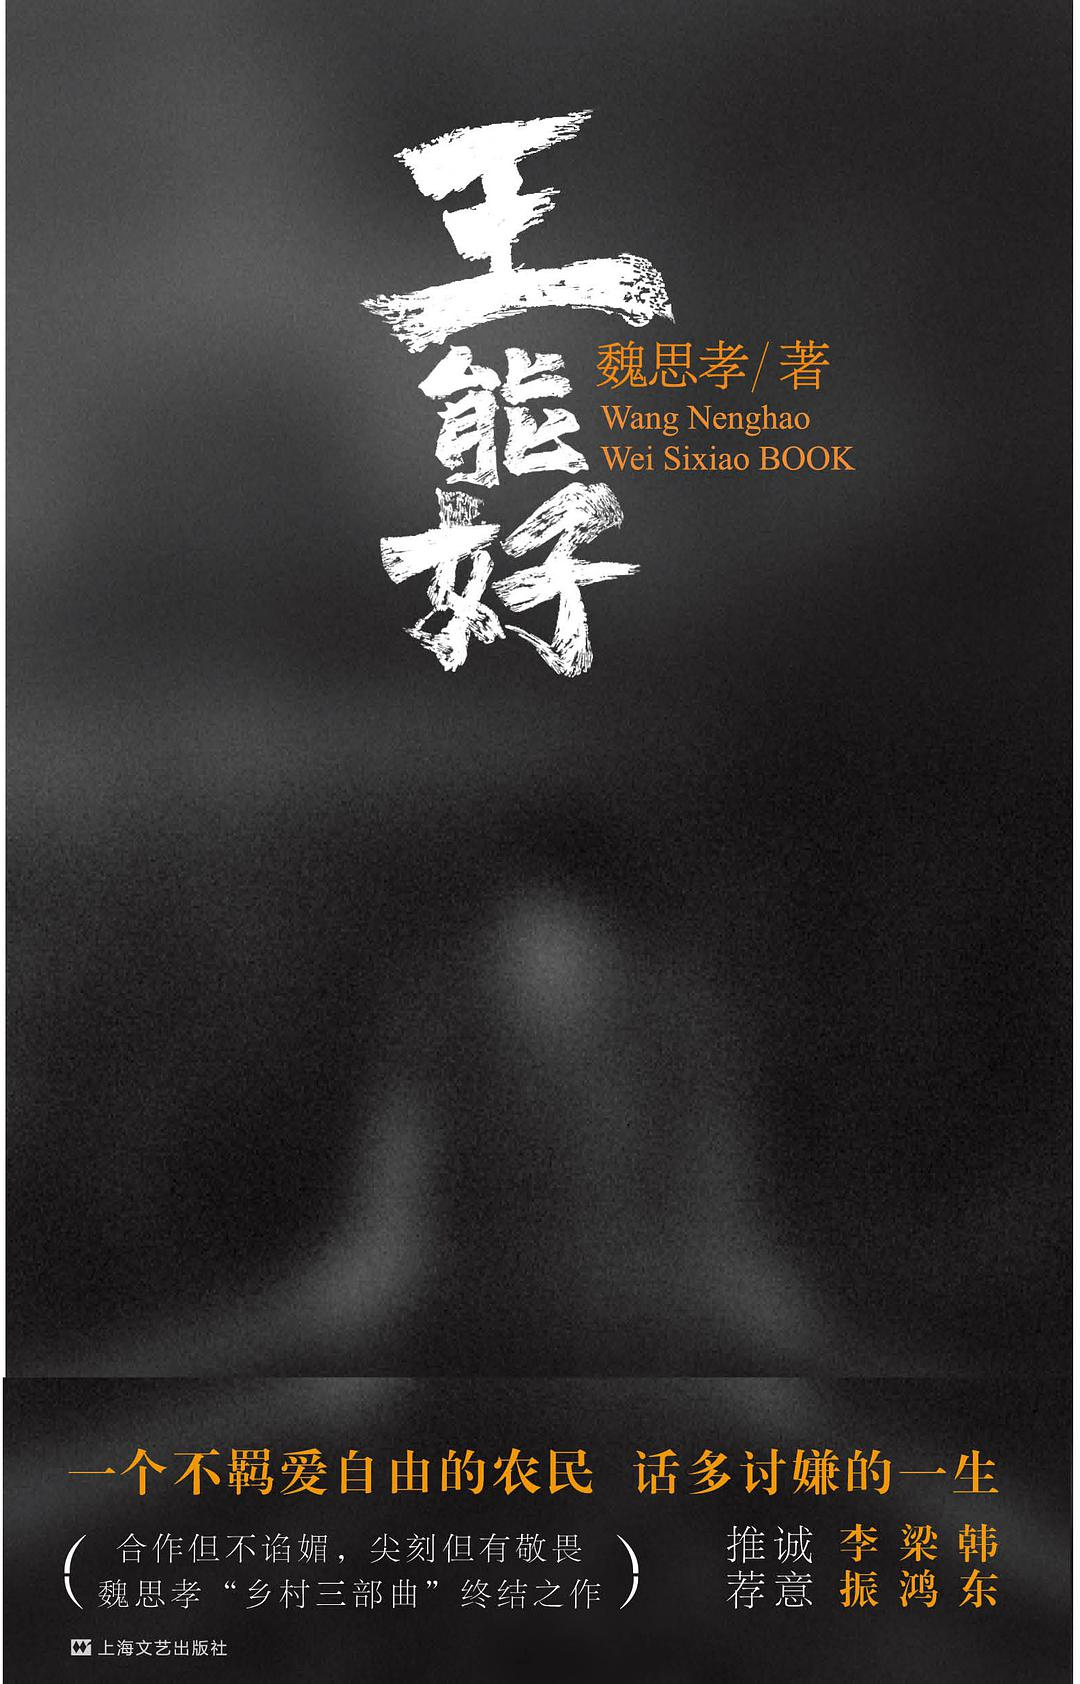 王能好
魏思孝/著
Wang Nenghao
Wei Sixiao BOOK
一个不羁爱自由的农民 话多讨嫌的一生
(合作但不谄媚，尖刻但有敬畏
魏思孝“乡村三部曲”终结之作)
诚意推荐
韩东
梁鸿
李振
上海文艺出版社